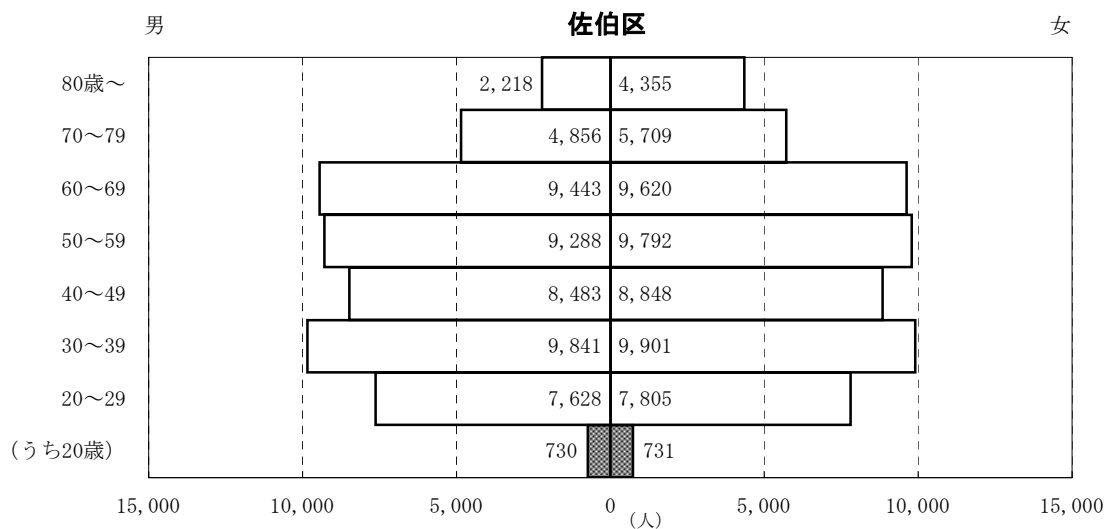 男 佐伯区 女
80歳～ 2,218 4,355
70～79 4,856 5,709
60～69 9,443 9,620
50～59 9,288 9,792
40～49 8,483 8,848
30～39 9,841 9,901
20～29 7,628 7,805
（うち20歳） 730 731
15,000 10,000 5,000 0 5,000 10,000 15,000
（人）